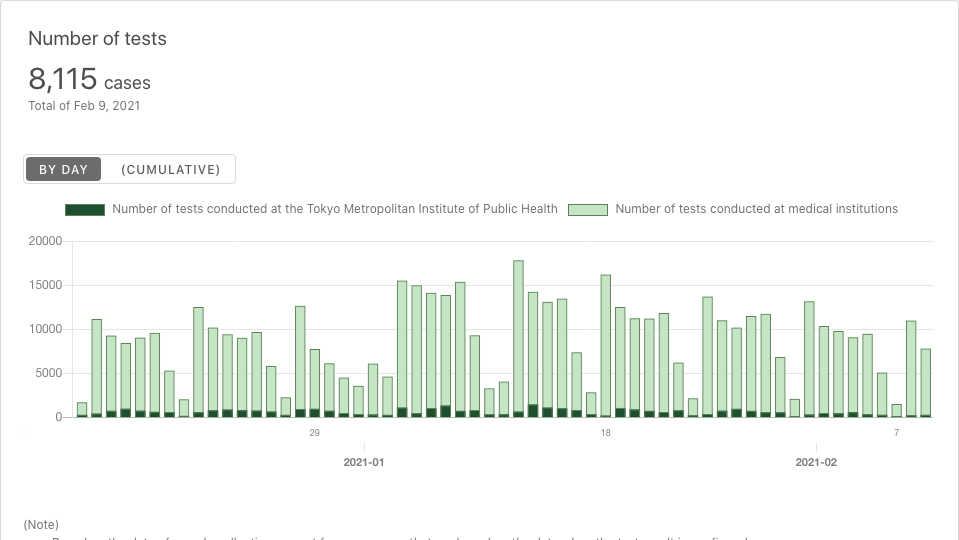 Number of tests
8,115 cases
Total of Feb 9, 2021
BY DAY (CUMULATIVE)
Number of tests conducted at the Tokyo Metropolitan Institute of Public Health Number of tests conducted at medical institutions
20000
15000
10000
5000
0
29 18 7
2021-01 2021-02
(Note)